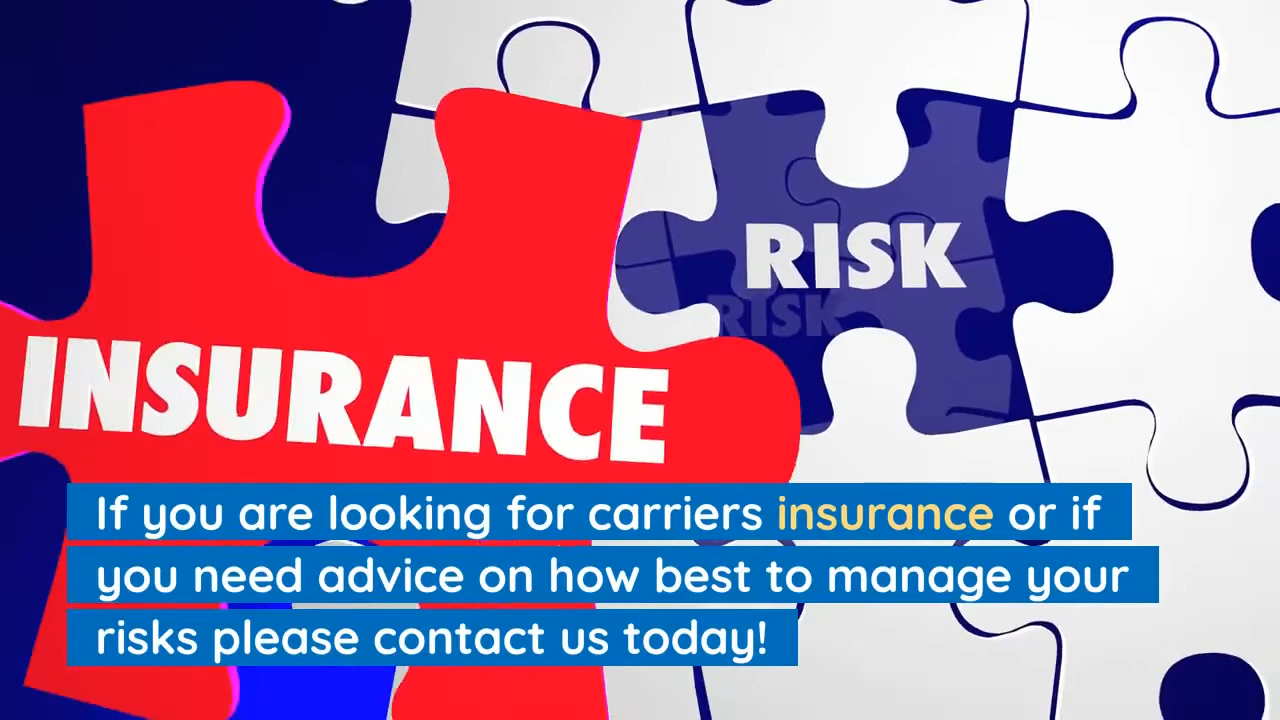 RISK
RISK
INSURANCE
If you are looking for carriers insurance or if
you need advice on how best to manage your
risks please contact us today!